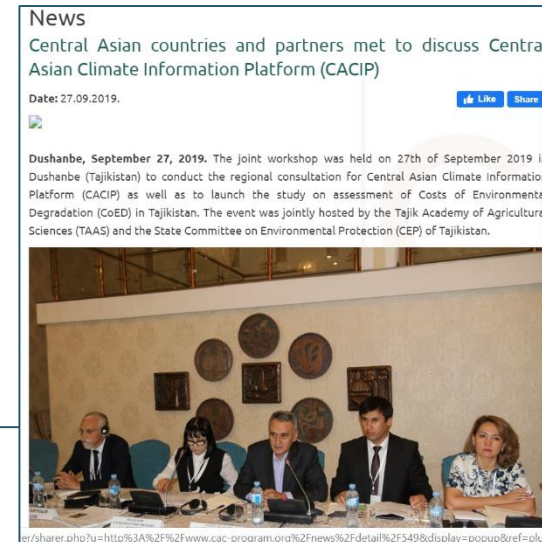 News
Central Asian countries and partners met to discuss Centra
Asian Climate Information Platform (CACIP)
Date: 27.09.2019.
Like Share
Dushanbe, September 27, 2019. The joint workshop was held on 27th of September 2019 i
Dushanbe (Tajikistan) to conduct the regional consultation for Central Asian Climate Informatio
Platform (CACIP) as well as to launch the study on assessment of Costs of Environmenta
Degradation (CoED) in Tajikistan. The event was jointly hosted by the Tajik Academy of Agricultura
Sciences (TAAS) and the State Committee on Environmental Protection (CEP) of Tajikistan.
er/sharer.php?u=http%3A%2F%2Fwww.cac-program.org%2Fnews%2Fdetail%2F549&display=popup&ref=plu